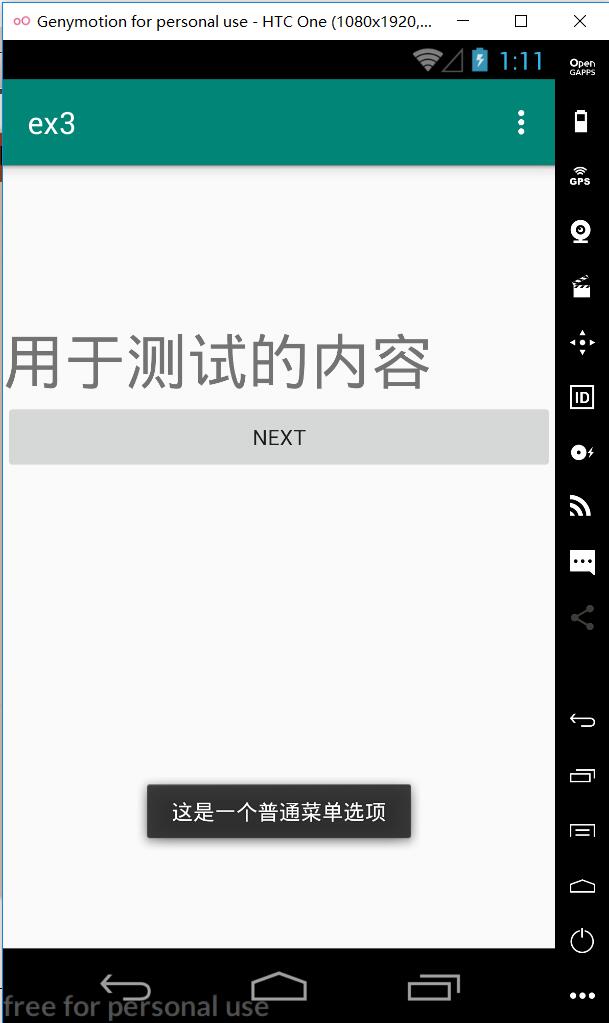 Genymotion for personal use - HTC One (1080x1920,...
1:11
Open
GAPPS
ex3
GPS
用于测试的内容
ID
NEXT
这是一个普通菜单选项
free for personal use